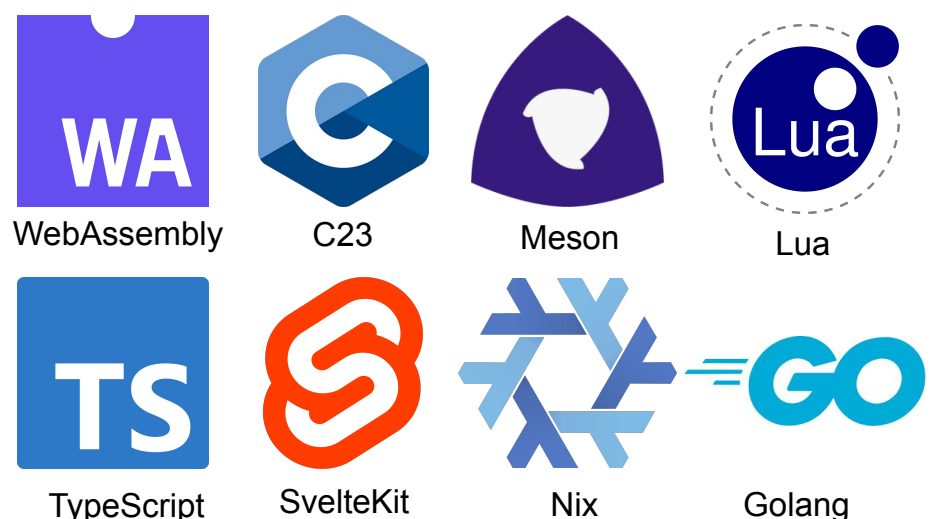 WA
C
Lua
WebAssembly
C23
Meson
Lua
TS
GO
TypeScript
SvelteKit
Nix
Golang